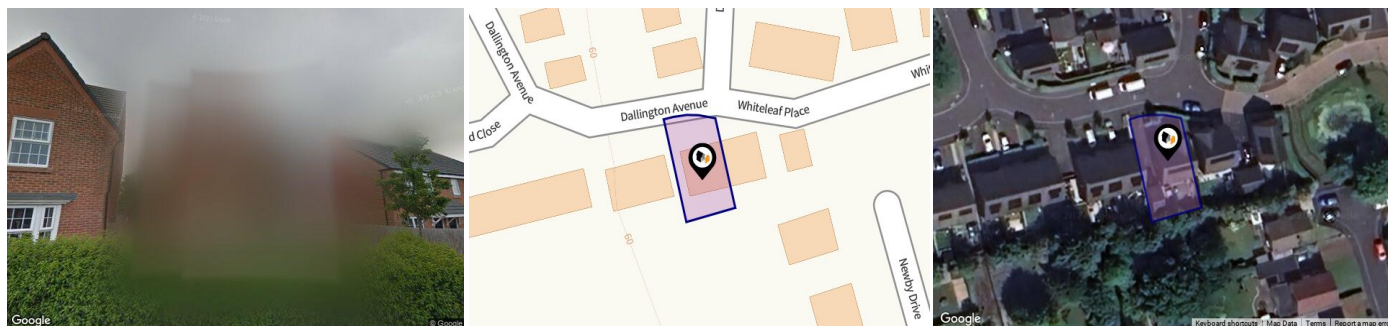 Google
© Google
Dallington Avenue
60
Dallington Avenue
Whiteleaf Place
Whi
d Close
60
Newby Drive
Google
Keyboard shortcuts
Map Data
Terms
Report a map er